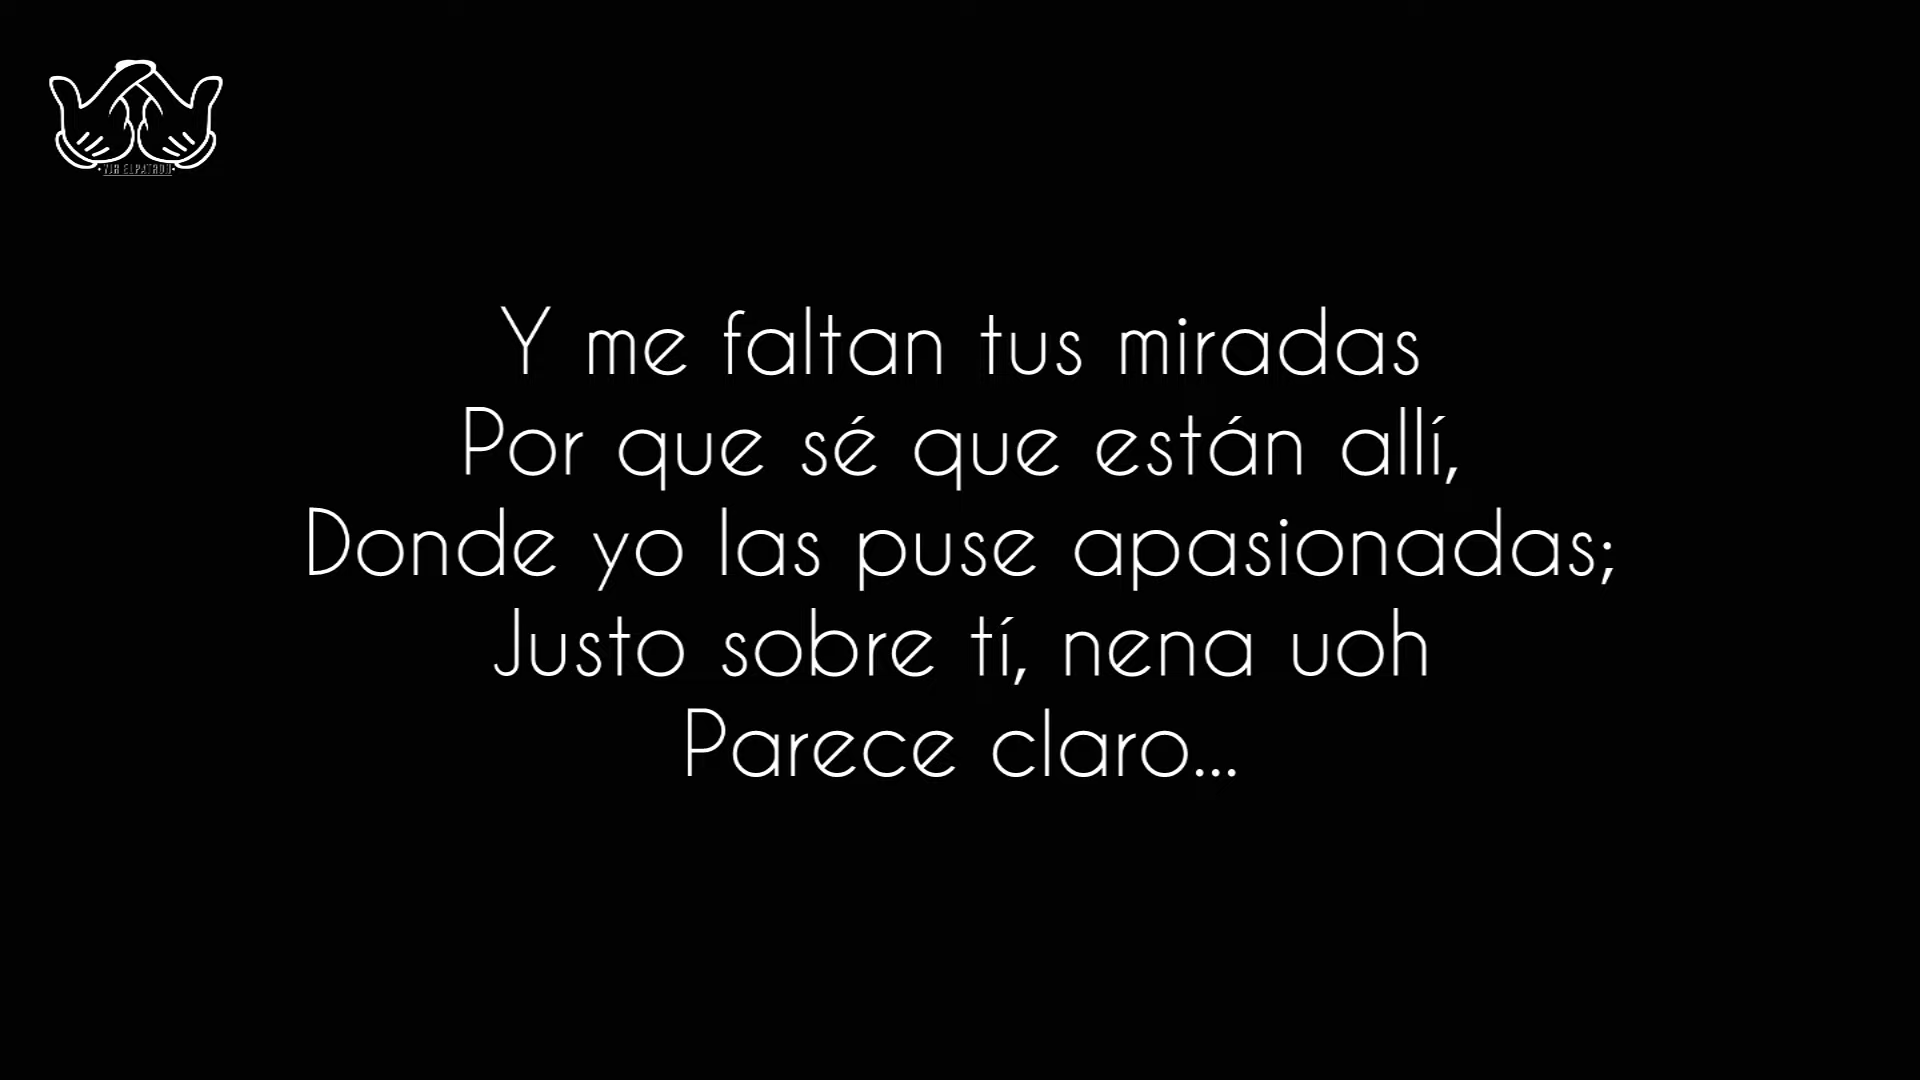 Y me faltan tus miradas
Por que sé que están allí,
Donde yo las puse apasionadas;
Justo sobre tí, nena uoh
Parece claro...